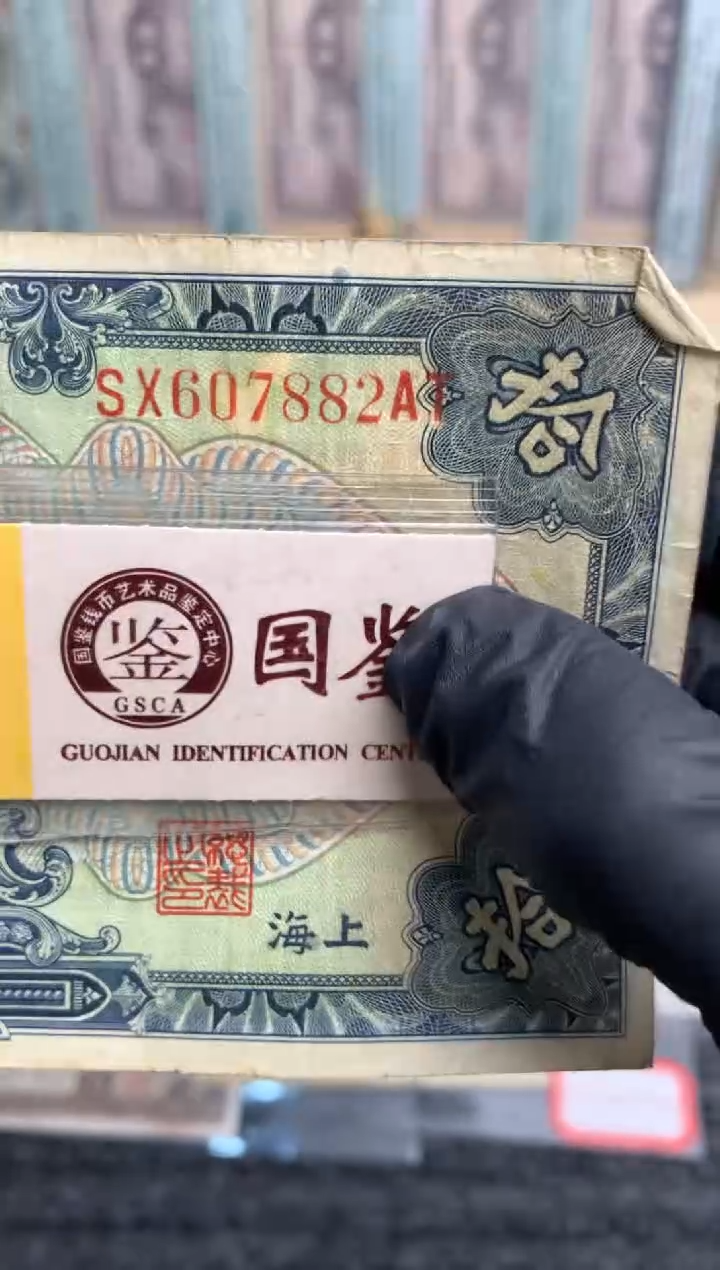 SX607882AT
拾
国鉴钱币艺术品鉴定中心
鉴
GSCA
国鉴
GUOJIAN IDENTIFICATION CENT
海上
拾